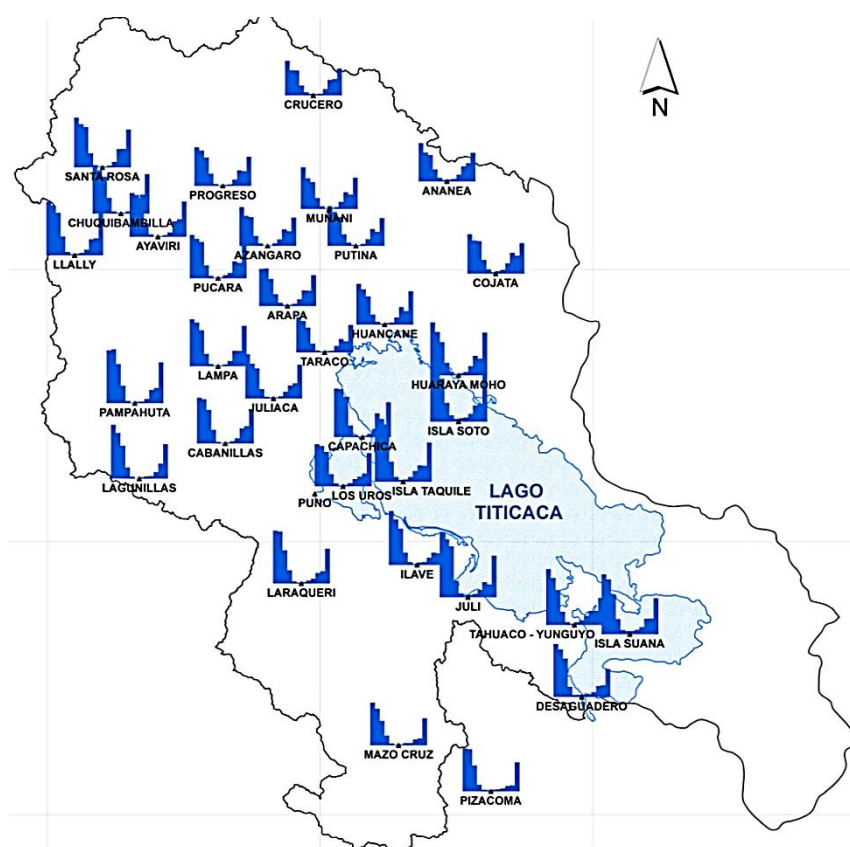 N
CRUCERO
SANTA ROSA
PROGRESO
ANANEA
CHUQUIBAMBILLA
MUÑANI
AYAVIRI
AZANGARO
PUTINA
LLALLY
PUCARA
COJATA
ARAPA
HUANCANE
TARACO
LAMPA
HUARAYA MOHO
JULIACA
PAMPAHUTA
ISLA SOTO
CABANILLAS
CAPACHICA
LAGUNILLAS
LOS UROS
ISLA TAQUILE
PUNO
LAGO
TITICACA
ILAVE
LARAQUERI
JULI
TAHUACO - YUNGUYO
ISLA SUANA
DESAGUADERO
MAZO CRUZ
PIZACOMA